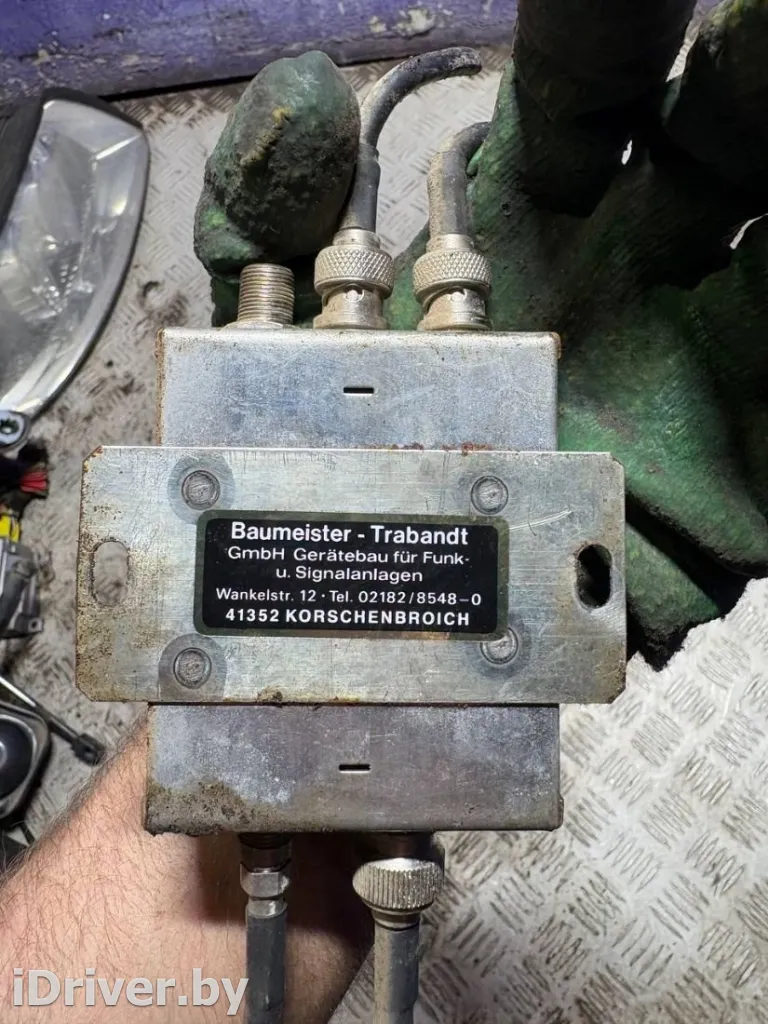 Baumeister - Trabandt
GmbH Gerätebau für Funk-
u. Signalanlagen
Wankelstr. 12 · Tel. 02182/8548-0
41352 KORSCHENBROICH
iDriver.by